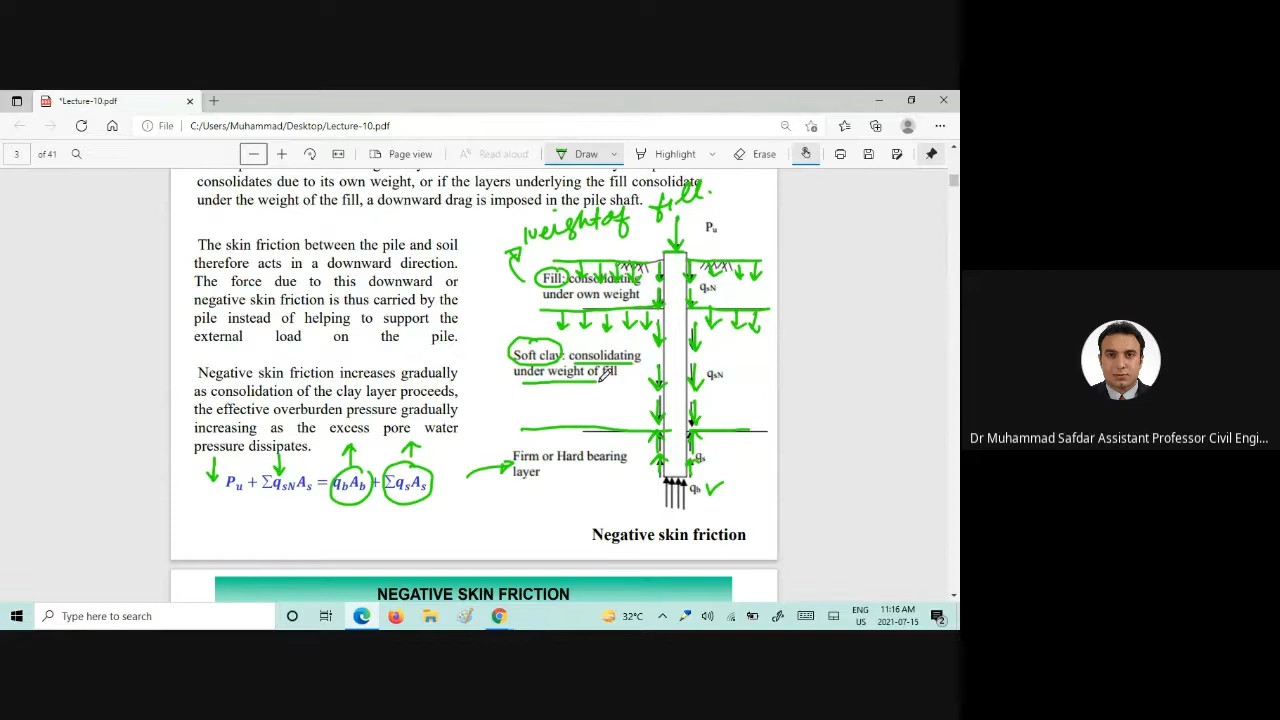 *Lecture-10.pdf
File
C:/Users/Muhammad/Desktop/Lecture-10.pdf
3 of 41
Page view
Read aloud
Draw
Highlight
Erase
consolidates due to its own weight, or if the layers underlying the fill consolidate
under the weight of the fill, a downward drag is imposed in the pile shaft.
weight of fill.
Pu
The skin friction between the pile and soil
therefore acts in a downward direction.
The force due to this downward or
negative skin friction is thus carried by the
pile instead of helping to support the
external load on the pile.
Fill: consolidating
under own weight
qsN
Soft clay: consolidating
under weight of fill
qsN
Negative skin friction increases gradually
as consolidation of the clay layer proceeds,
the effective overburden pressure gradually
increasing as the excess pore water
pressure dissipates.
Pu + ∑qsNAs = qbAb + ∑qsAs
Firm or Hard bearing
layer
qs
qb
Negative skin friction
NEGATIVE SKIN FRICTION
Dr Muhammad Safdar Assistant Professor Civil Engi...
Type here to search
32°C
ENG
US
11:16 AM
2021-07-15
2